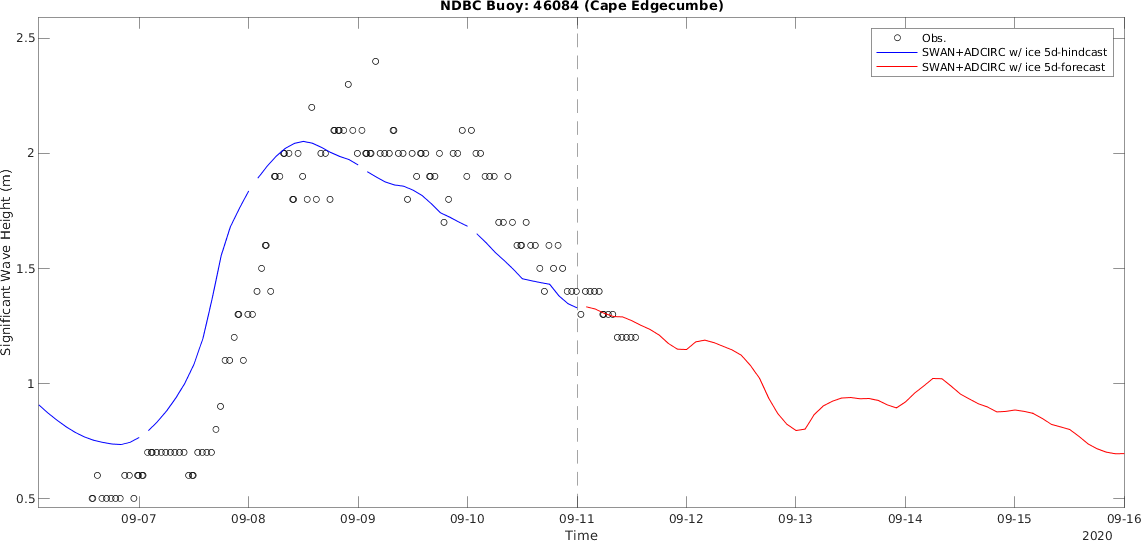 NDBC Buoy: 46084 (Cape Edgecumbe)
Obs.
SWAN+ADCIRC w/ ice 5d-hindcast
SWAN+ADCIRC w/ ice 5d-forecast
Significant Wave Height (m)
2.5
2
1.5
1
0.5
09-07
09-08
09-09
09-10
09-11
09-12
09-13
09-14
09-15
09-16
Time
2020